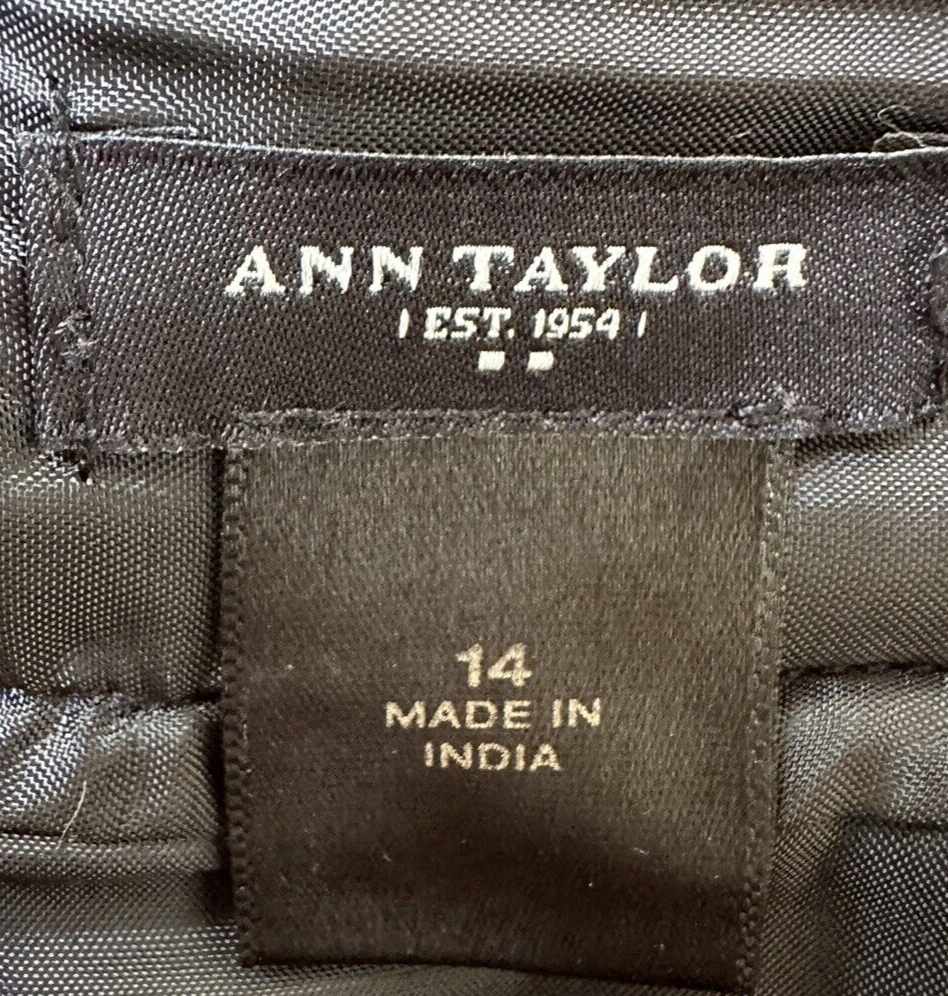 ANN TAYLOR
| EST. 1954 |
14
MADE IN
INDIA